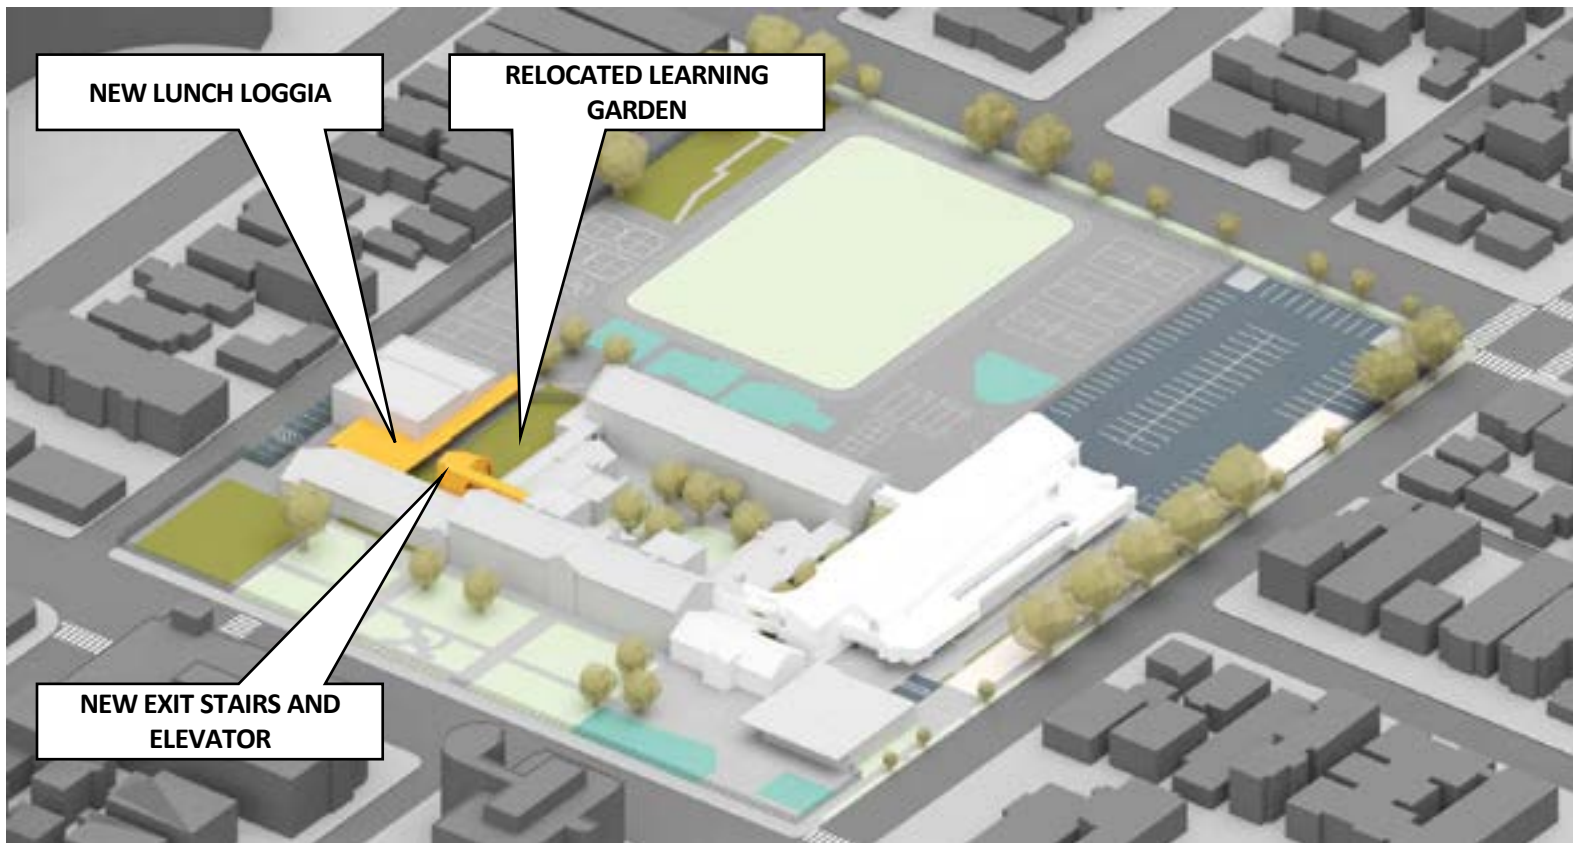 NEW LUNCH LOGGIA
RELOCATED LEARNING
GARDEN
NEW EXIT STAIRS AND
ELEVATOR